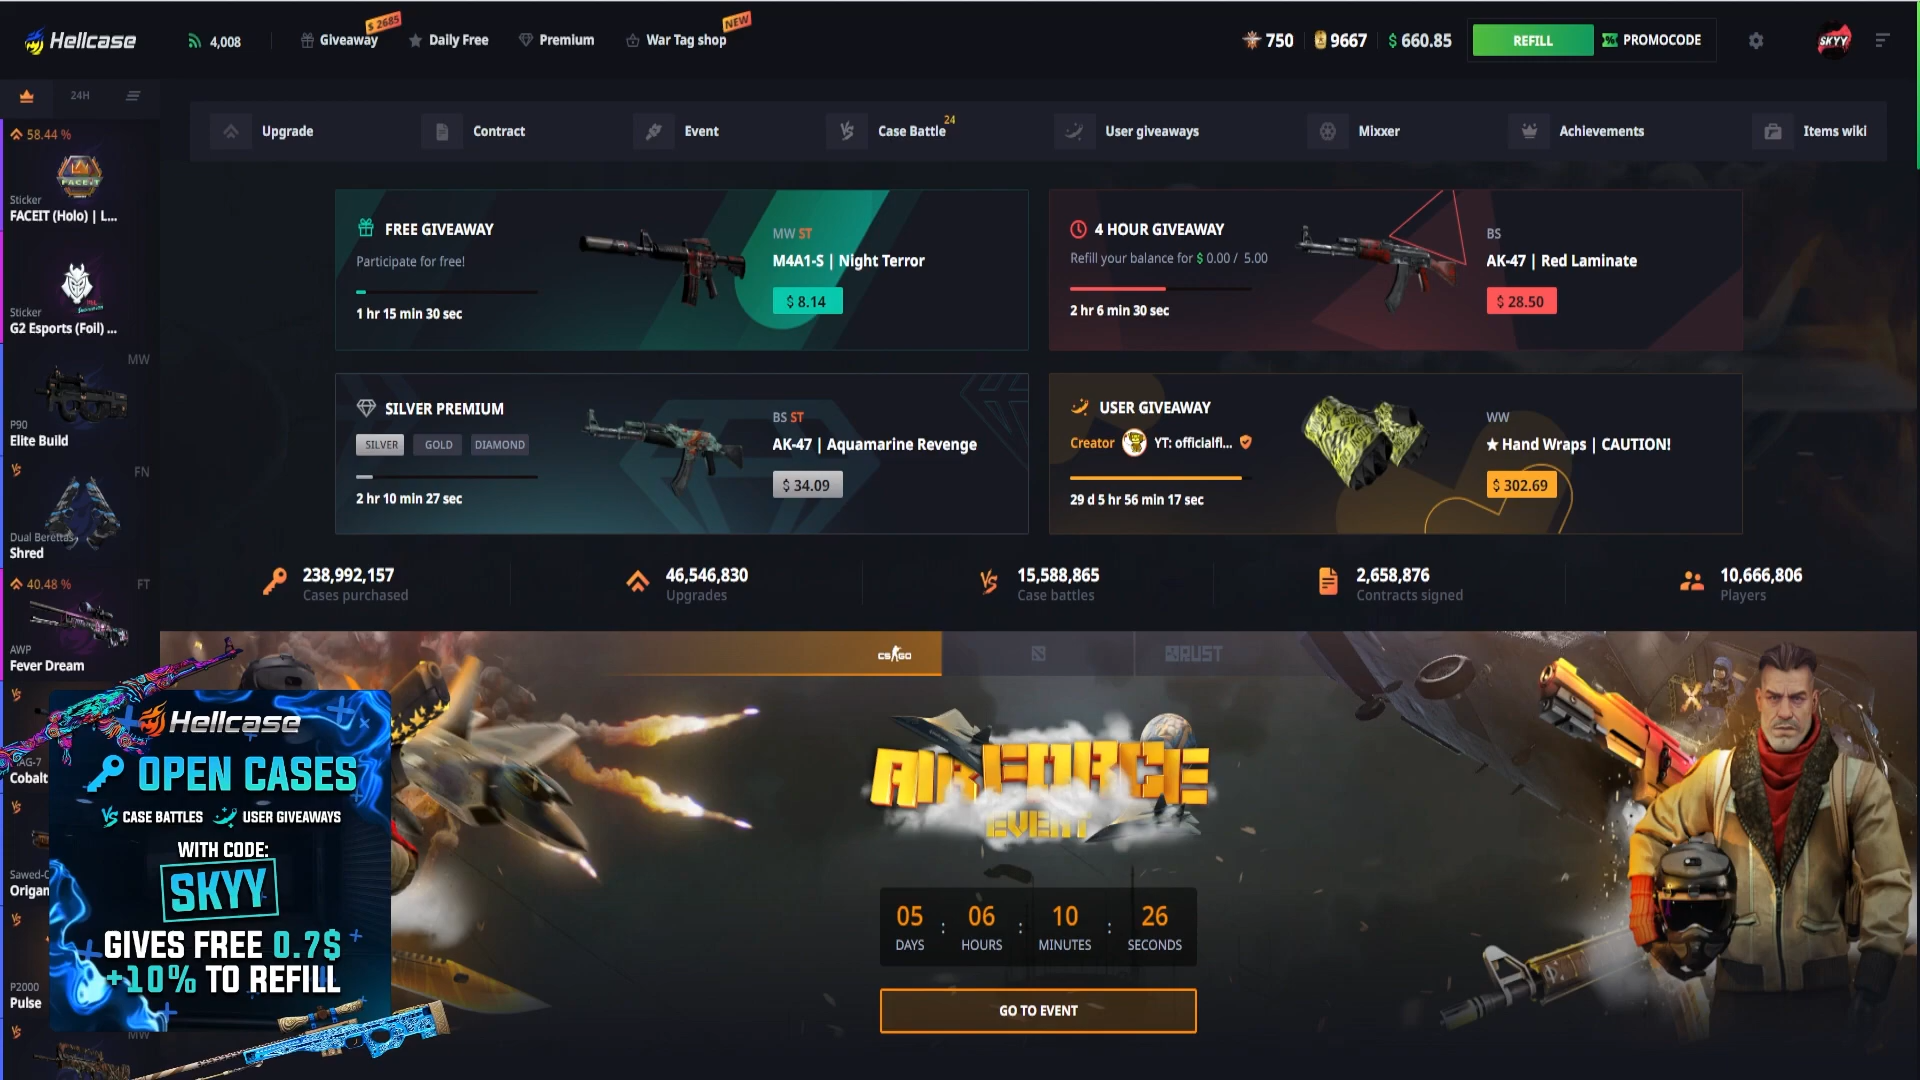 Hellcase
4,008
Giveaway
$ 2685
Daily Free
Premium
War Tag shop
NEW
750
9667
$ 660.85
REFILL
PROMOCODE
SKYY
24H
Upgrade
Contract
Event
Case Battle
24
User giveaways
Mixxer
Achievements
Items wiki
58.44 %
FACEIT
Sticker
FACEIT (Holo) | L...
Sticker
G2 Esports (Foil) ...
MW
P90
Elite Build
FN
Dual Berettas
Shred
40.48 %
FT
AWP
Fever Dream
AG-7
Cobalt
Sawed-O
Origan
P2000
Pulse
MW
FREE GIVEAWAY
Participate for free!
1 hr 15 min 30 sec
MW ST
M4A1-S | Night Terror
$ 8.14
4 HOUR GIVEAWAY
Refill your balance for $ 0.00 / 5.00
2 hr 6 min 30 sec
BS
AK-47 | Red Laminate
$ 28.50
SILVER PREMIUM
SILVER
GOLD
DIAMOND
2 hr 10 min 27 sec
BS ST
AK-47 | Aquamarine Revenge
$ 34.09
USER GIVEAWAY
Creator
YT: officialfl...
29 d 5 hr 56 min 17 sec
WW
★ Hand Wraps | CAUTION!
$ 302.69
238,992,157
Cases purchased
46,546,830
Upgrades
VS
15,588,865
Case battles
2,658,876
Contracts signed
10,666,806
Players
CS GO
RUST
AIRFORCE
EVENT
05 : 06 : 10 : 26
DAYS HOURS MINUTES SECONDS
GO TO EVENT
Hellcase
OPEN CASES
VS CASE BATTLES USER GIVEAWAYS
WITH CODE:
SKYY
GIVES FREE 0.7$
+10% TO REFILL